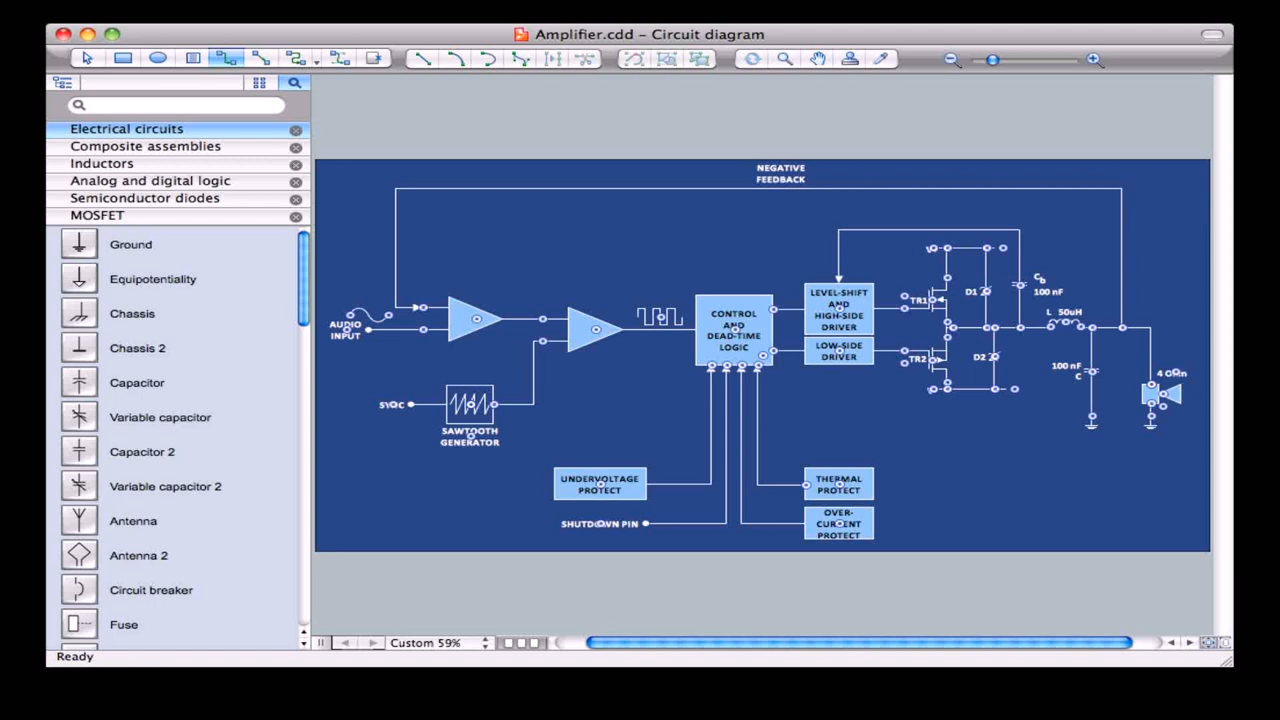 Amplifier.cdd – Circuit diagram
Electrical circuits
Composite assemblies
Inductors
Analog and digital logic
Semiconductor diodes
MOSFET
Ground
Equipotentiality
Chassis
Chassis 2
Capacitor
Variable capacitor
Capacitor 2
Variable capacitor 2
Antenna
Antenna 2
Circuit breaker
Fuse
NEGATIVE
FEEDBACK
AUDIO
INPUT
SAWTOOTH
GENERATOR
CONTROL
AND
DEAD-TIME
LOGIC
LEVEL-SHIFT
AND
HIGH-SIDE
DRIVER
LOW-SIDE
DRIVER
TR1
TR2
D1
D2
Cb
100 nF
L 50uH
100 nF
C
UNDERVOLTAGE
PROTECT
SHUTDOWN PIN
THERMAL
PROTECT
OVER-
CURRENT
PROTECT
Custom 59%
Ready